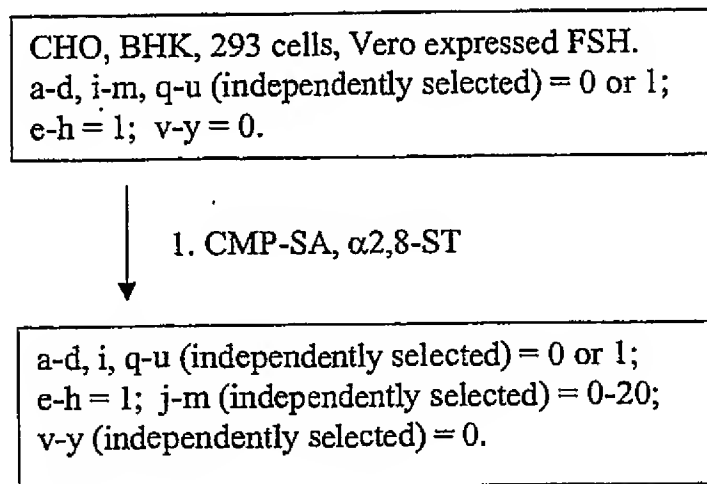 CHO, BHK, 293 cells, Vero expressed FSH.
a-d, i-m, q-u (independently selected) = 0 or 1;
e-h = 1; v-y = 0.
1. CMP-SA, α2,8-ST
a-d, i, q-u (independently selected) = 0 or 1;
e-h = 1; j-m (independently selected) = 0-20;
v-y (independently selected) = 0.